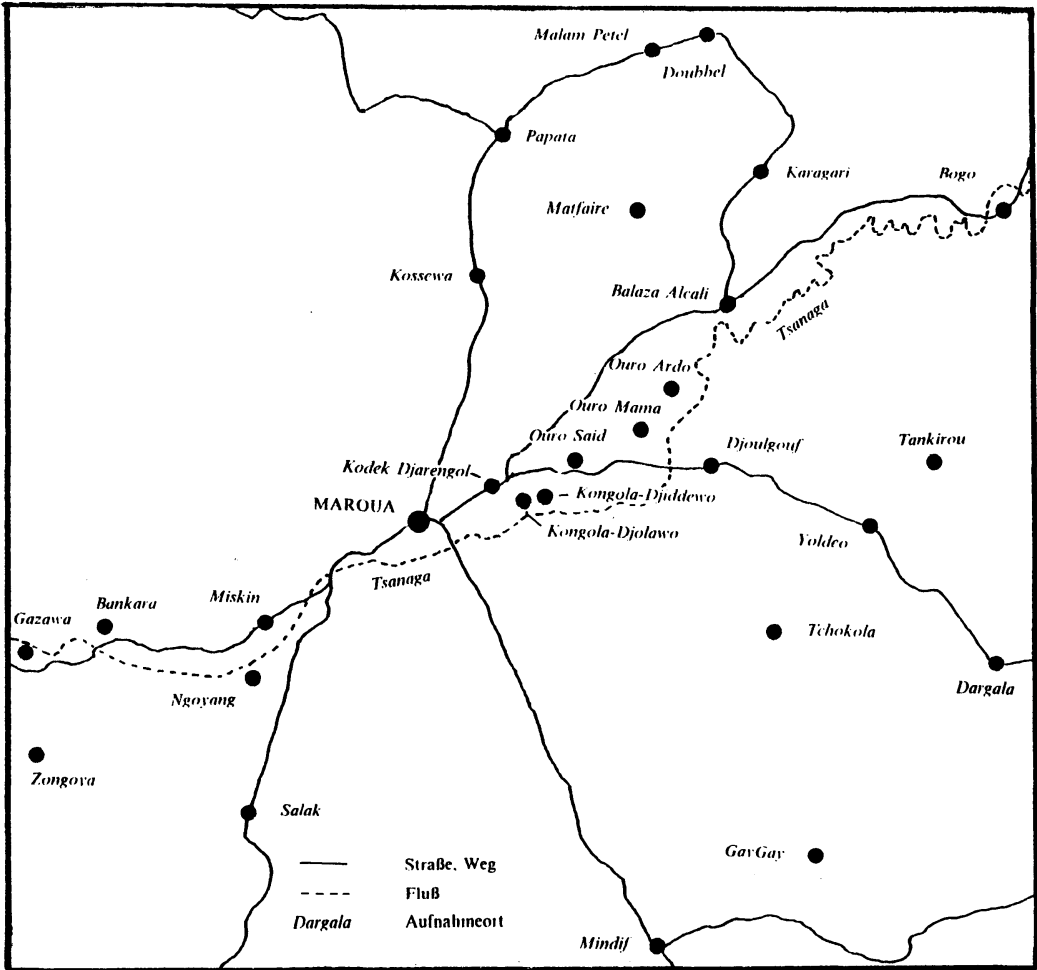 Malam Petel
Doubbel
Papata
Karagari
Bogo
Matfaire
Kossewa
Balaza Alcali
Tsanaga
Ouro Ardo
Ouro Mama
Ouro Said
Djoulgouf
Tankirou
Kodek Djarengol
MAROUA
Kongola-Djiddewo
Kongola-Djolawo
Yoldeo
Tsanaga
Miskin
Bankara
Gazawa
Tchokola
Dargala
Ngoyang
Zongoya
Salak
GayGay
Straße, Weg
Fluß
Dargala Aufnahmeort
Mindif